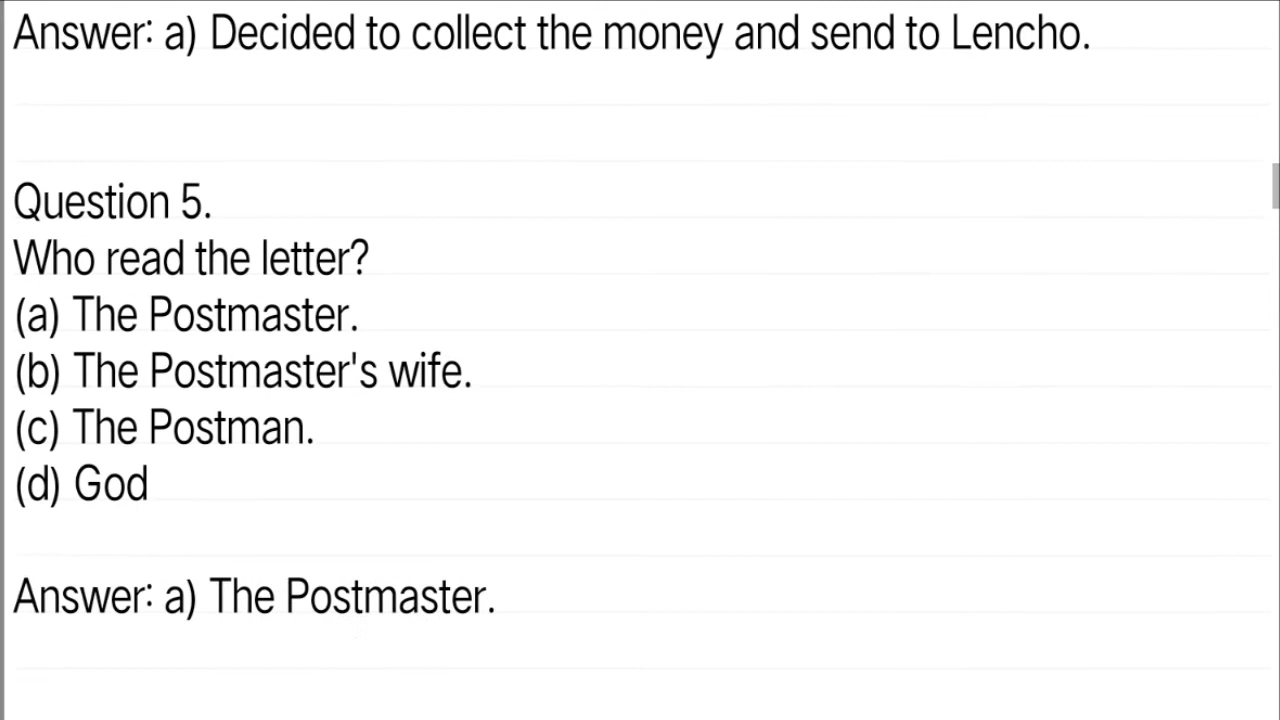 Answer: a) Decided to collect the money and send to Lencho.
Question 5.
Who read the letter?
(a) The Postmaster.
(b) The Postmaster's wife.
(c) The Postman.
(d) God
Answer: a) The Postmaster.